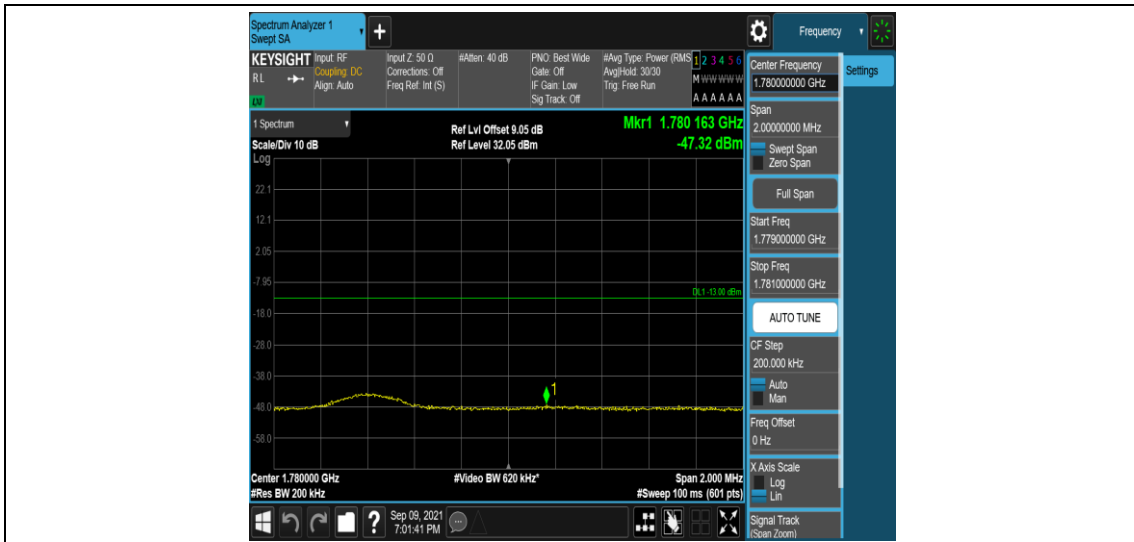 Spectrum Analyzer 1
Swept SA
+
Frequency
KEYSIGHT
RL
LXI
Input: RF
Coupling: DC
Align: Auto
Input Z: 50 Ω
Corrections: Off
Freq Ref: Int (S)
#Atten: 40 dB
PNO: Best Wide
Gate: Off
IF Gain: Low
Sig Track: Off
#Avg Type: Power (RMS
Avg|Hold: 30/30
Trig: Free Run
1 2 3 4 5 6
M W W W W W
A A A A A A
1 Spectrum
Scale/Div 10 dB
Log
Ref Lvl Offset 9.05 dB
Ref Level 32.05 dBm
Mkr1 1.780 163 GHz
-47.32 dBm
22.1
12.1
2.05
-7.95
DL1 -13.00 dBm
-18.0
-28.0
-38.0
1
-48.0
-58.0
Center 1.780000 GHz
#Res BW 200 kHz
#Video BW 620 kHz*
Span 2.000 MHz
#Sweep 100 ms (601 pts)
Center Frequency
1.780000000 GHz
Settings
Span
2.00000000 MHz
Swept Span
Zero Span
Full Span
Start Freq
1.779000000 GHz
Stop Freq
1.781000000 GHz
AUTO TUNE
CF Step
200.000 kHz
Auto
Man
Freq Offset
0 Hz
X Axis Scale
Log
Lin
Signal Track
(Span Zoom)
?
Sep 09, 2021
7:01:41 PM